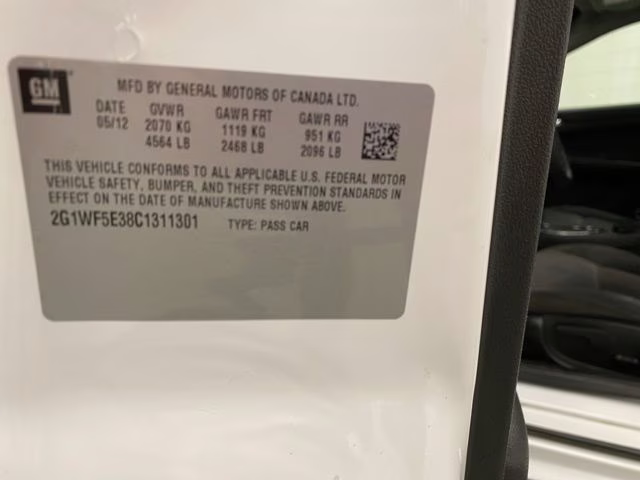 GM
MFD BY GENERAL MOTORS OF CANADA LTD.
DATE GVWR GAWR FRT GAWR RR
05/12 2070 KG 1119 KG 951 KG
4564 LB 2468 LB 2096 LB
THIS VEHICLE CONFORMS TO ALL APPLICABLE U.S. FEDERAL MOTOR
VEHICLE SAFETY, BUMPER, AND THEFT PREVENTION STANDARDS IN
EFFECT ON THE DATE OF MANUFACTURE SHOWN ABOVE.
2G1WF5E38C1311301 TYPE: PASS CAR